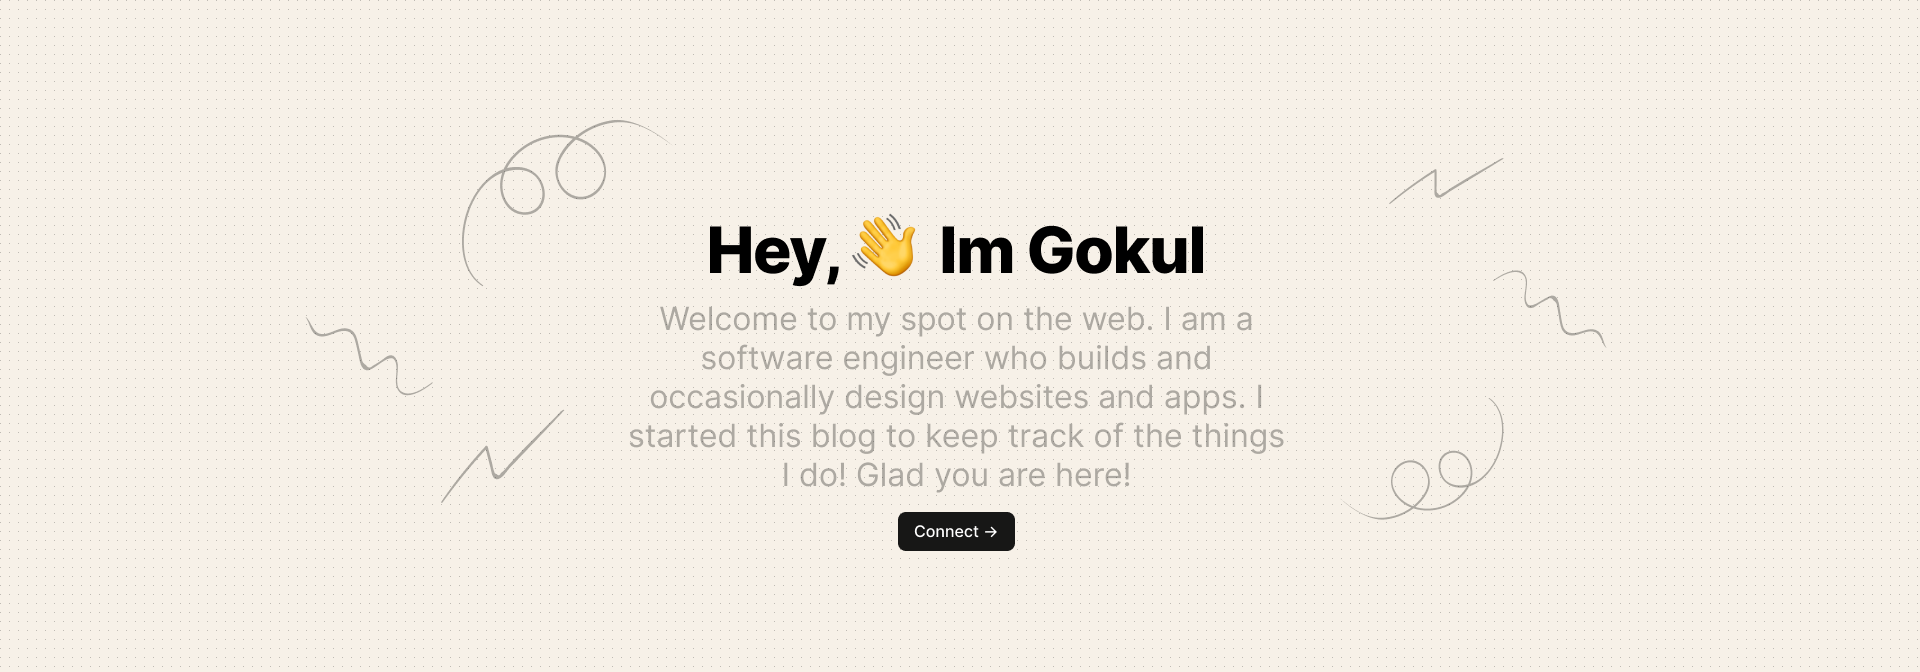 Hey, 👋 Im Gokul
Welcome to my spot on the web. I am a
software engineer who builds and
occasionally design websites and apps. I
started this blog to keep track of the things
I do! Glad you are here!
Connect →